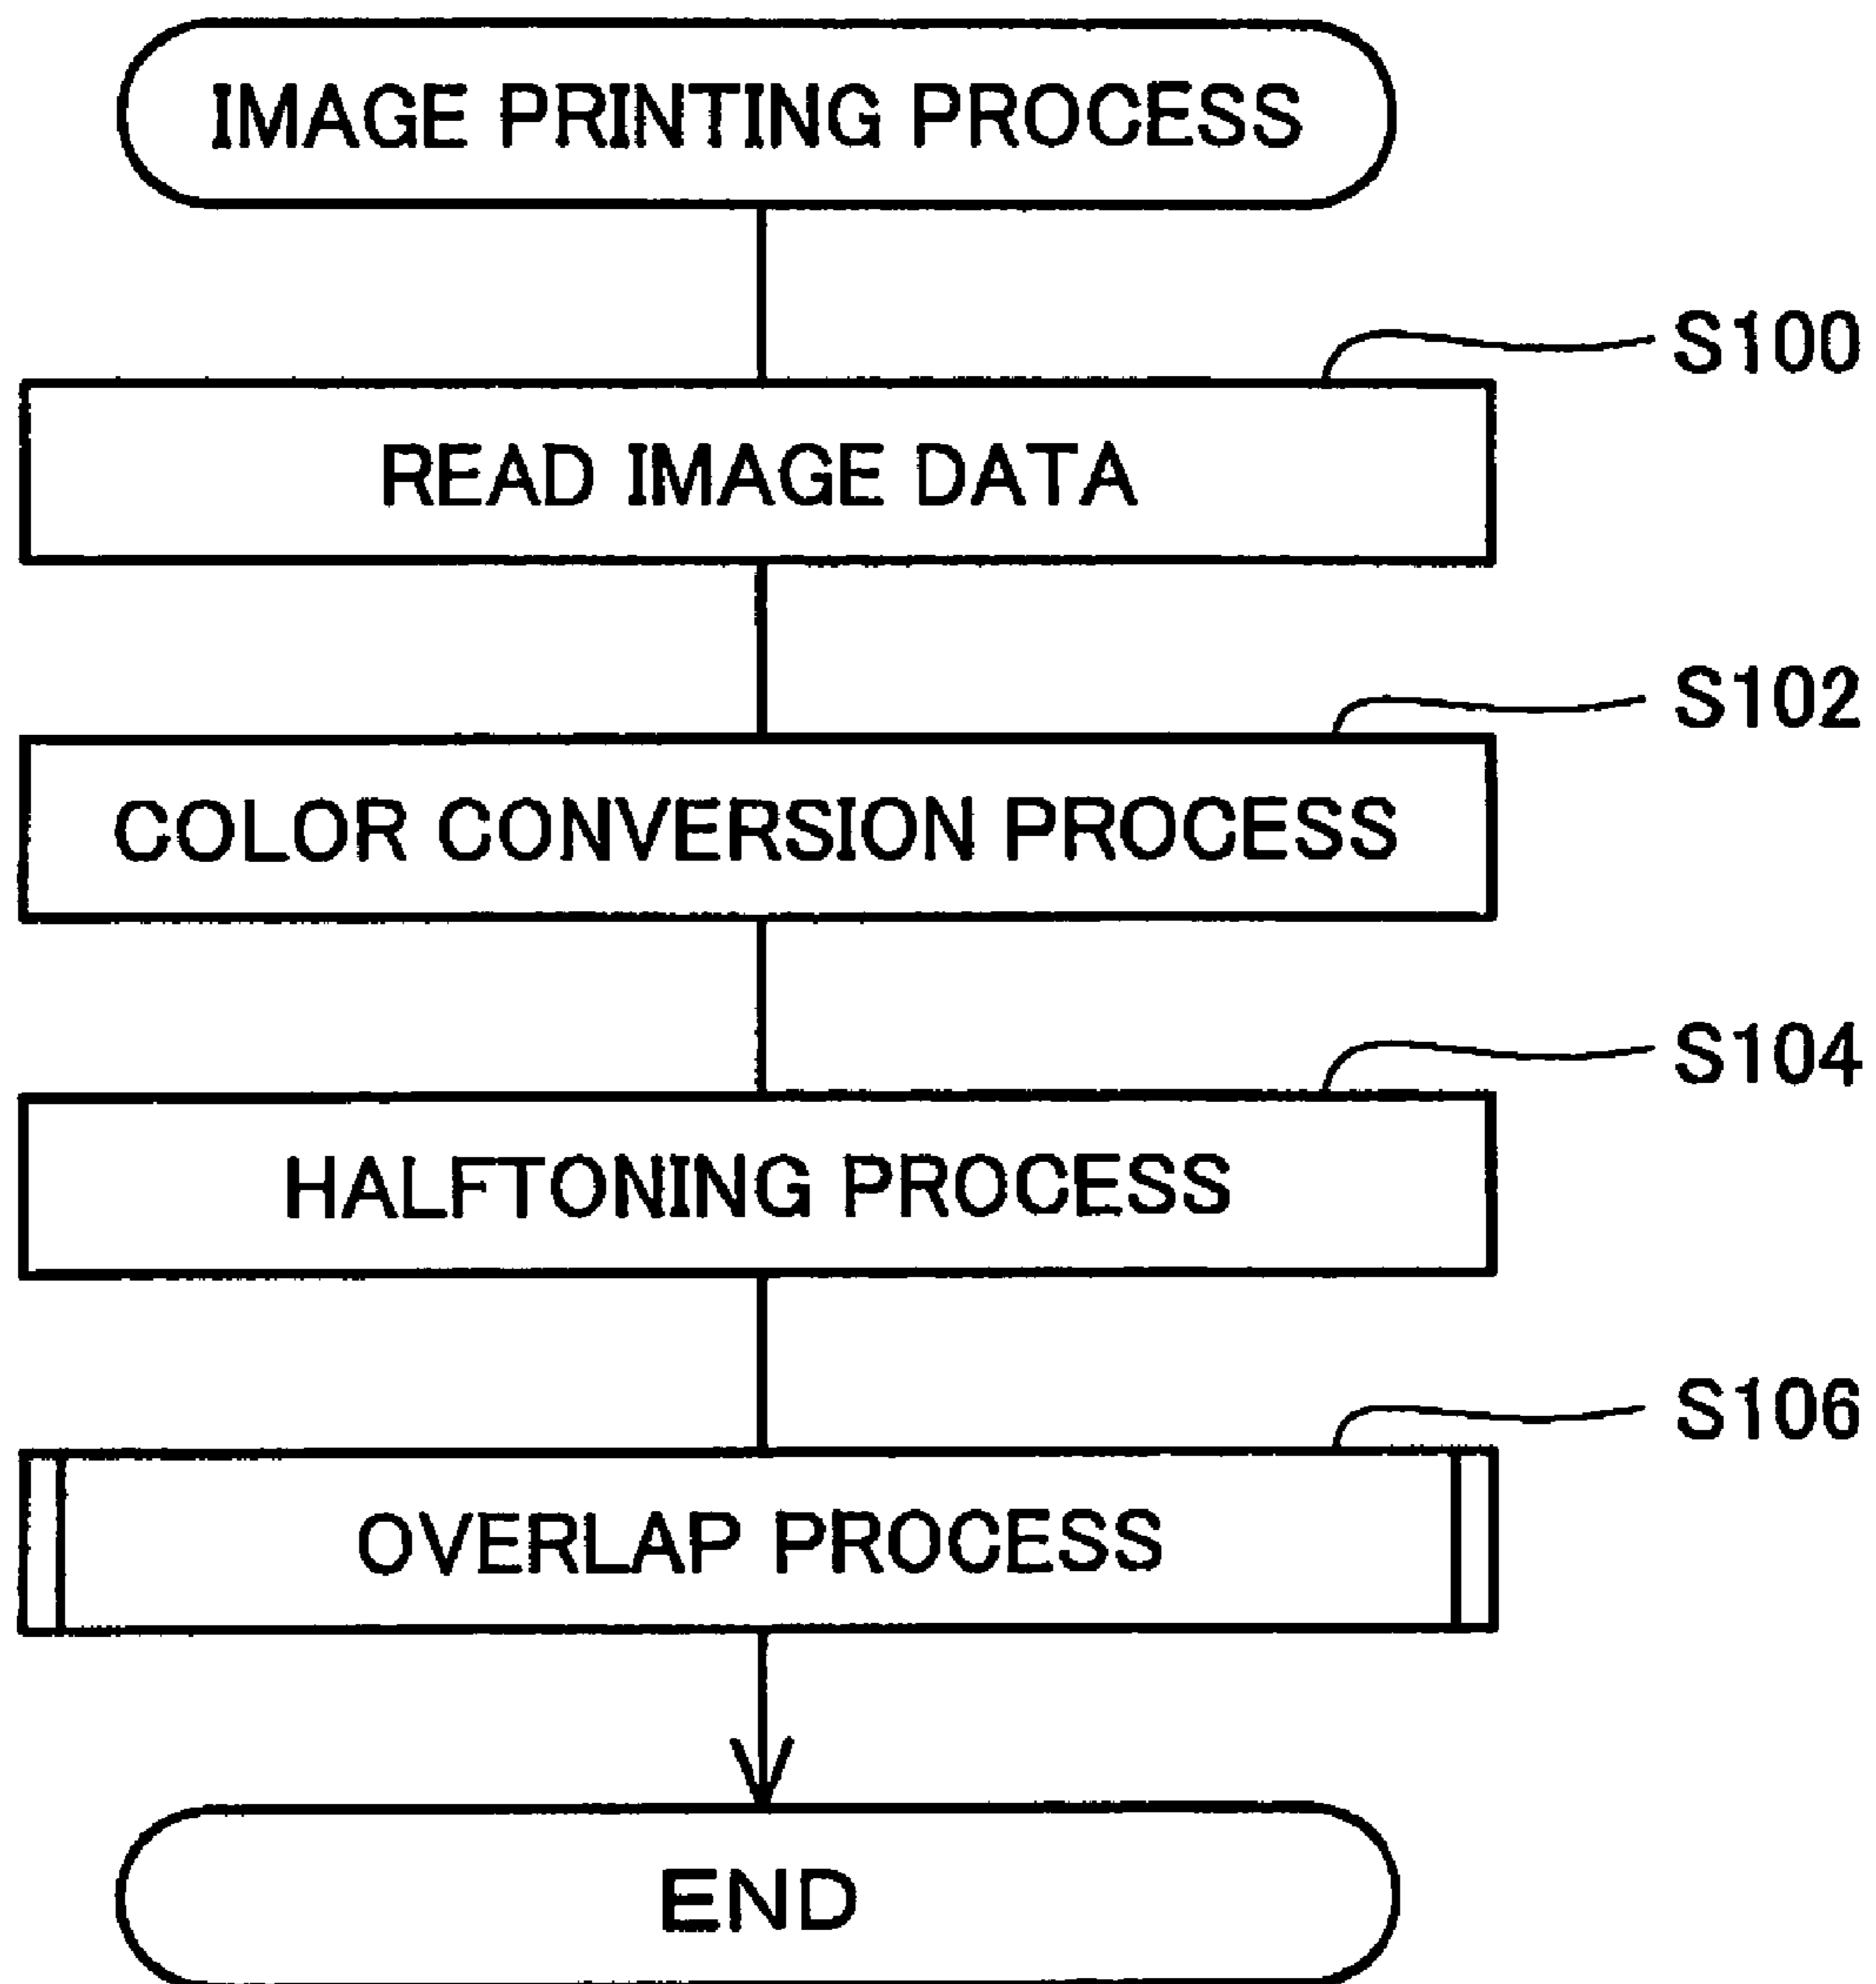 IMAGE PRINTING PROCESS
S100
READ IMAGE DATA
S102
COLOR CONVERSION PROCESS
S104
HALFTONING PROCESS
S106
OVERLAP PROCESS
END